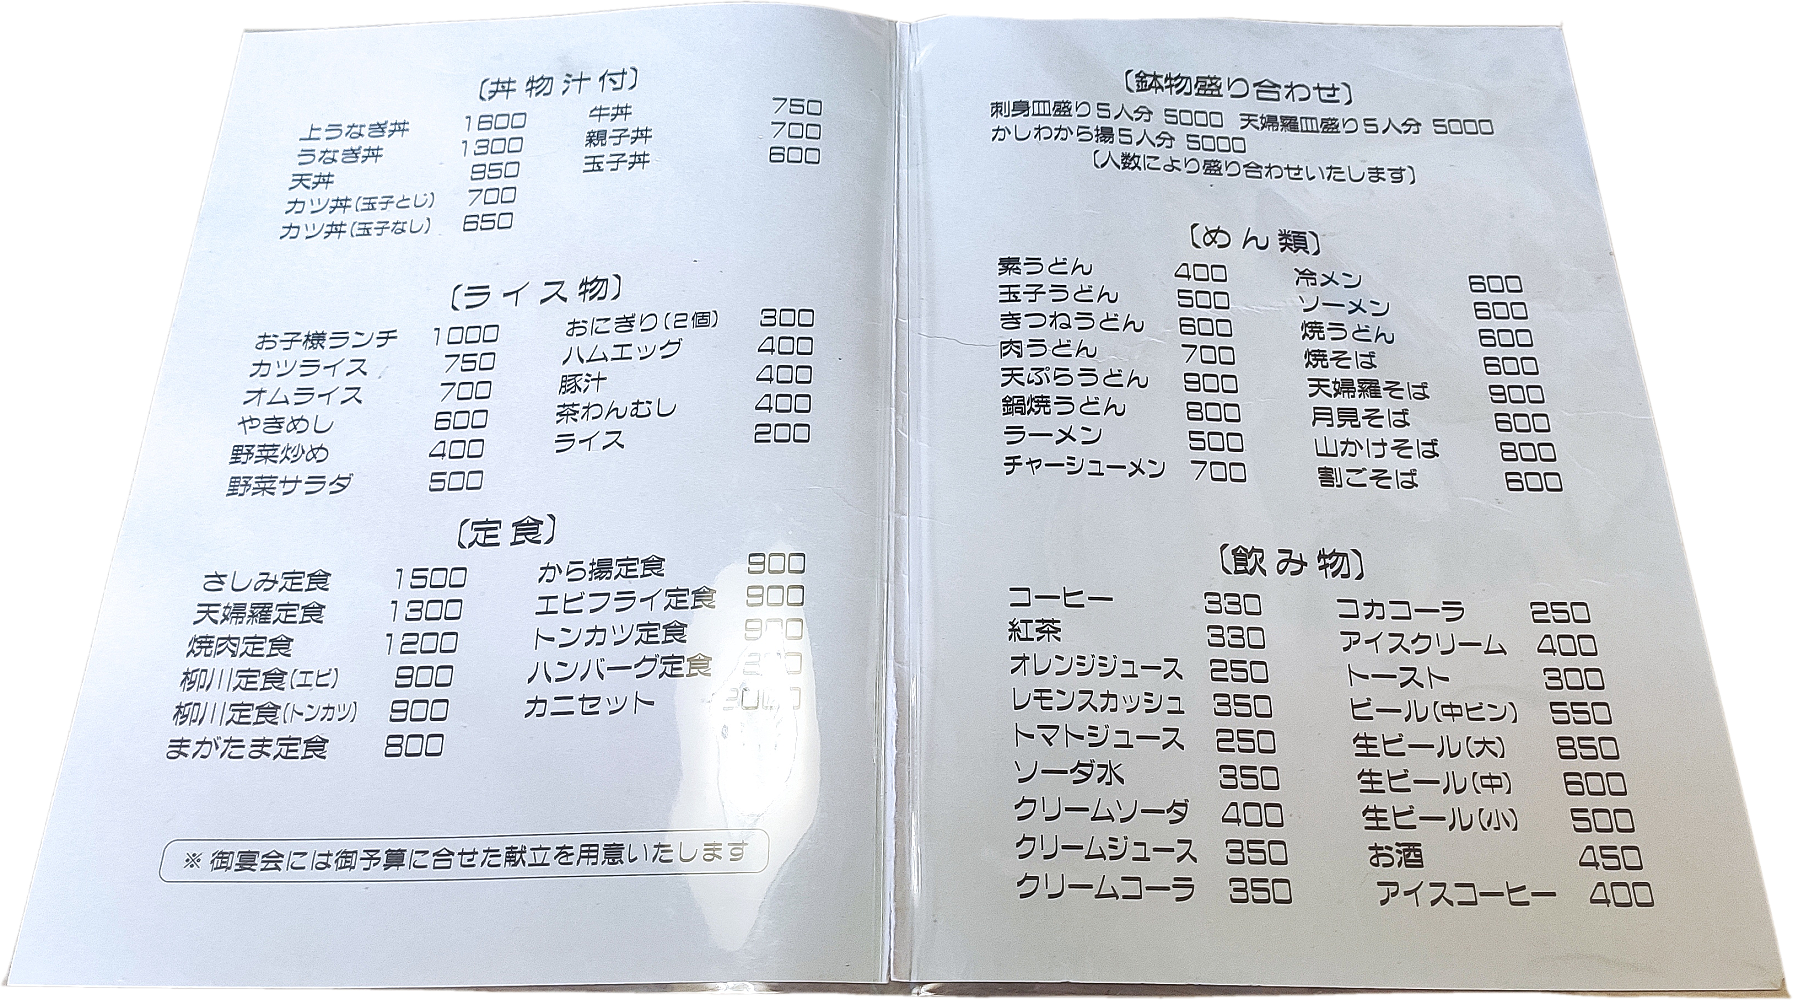 〔丼物汁付〕
上うなぎ丼 1600
うなぎ丼 1300
天丼 850
カツ丼(玉子とじ) 700
カツ丼(玉子なし) 650
牛丼 750
親子丼 700
玉子丼 600
〔ライス物〕
お子様ランチ 1000
カツライス 750
オムライス 700
やきめし 600
野菜炒め 400
野菜サラダ 500
おにぎり(2個) 300
ハムエッグ 400
豚汁 400
茶わんむし 400
ライス 200
〔定食〕
さしみ定食 1500
天婦羅定食 1300
焼肉定食 1200
柳川定食(エビ) 900
柳川定食(トンカツ) 900
まがたま定食 800
から揚定食 900
エビフライ定食 900
トンカツ定食 900
ハンバーグ定食
カニセット
※御宴会には御予算に合せた献立を用意いたします
〔鉢物盛り合わせ〕
刺身皿盛り5人分 5000 天婦羅皿盛り5人分 5000
かしわから揚5人分 5000
〔人数により盛り合わせいたします〕
〔めん類〕
素うどん 400
玉子うどん 500
きつねうどん 600
肉うどん 700
天ぷらうどん 900
鍋焼うどん 800
ラーメン 500
チャーシューメン 700
冷メン 600
ソーメン 600
焼うどん 600
焼そば 600
天婦羅そば 900
月見そば 600
山かけそば 800
割ごそば 600
〔飲み物〕
コーヒー 330
紅茶 330
オレンジジュース 250
レモンスカッシュ 350
トマトジュース 250
ソーダ水 350
クリームソーダ 400
クリームジュース 350
クリームコーラ 350
コカコーラ 250
アイスクリーム 400
トースト 300
ビール(中ビン) 550
生ビール(大) 850
生ビール(中) 600
生ビール(小) 500
お酒 450
アイスコーヒー 400